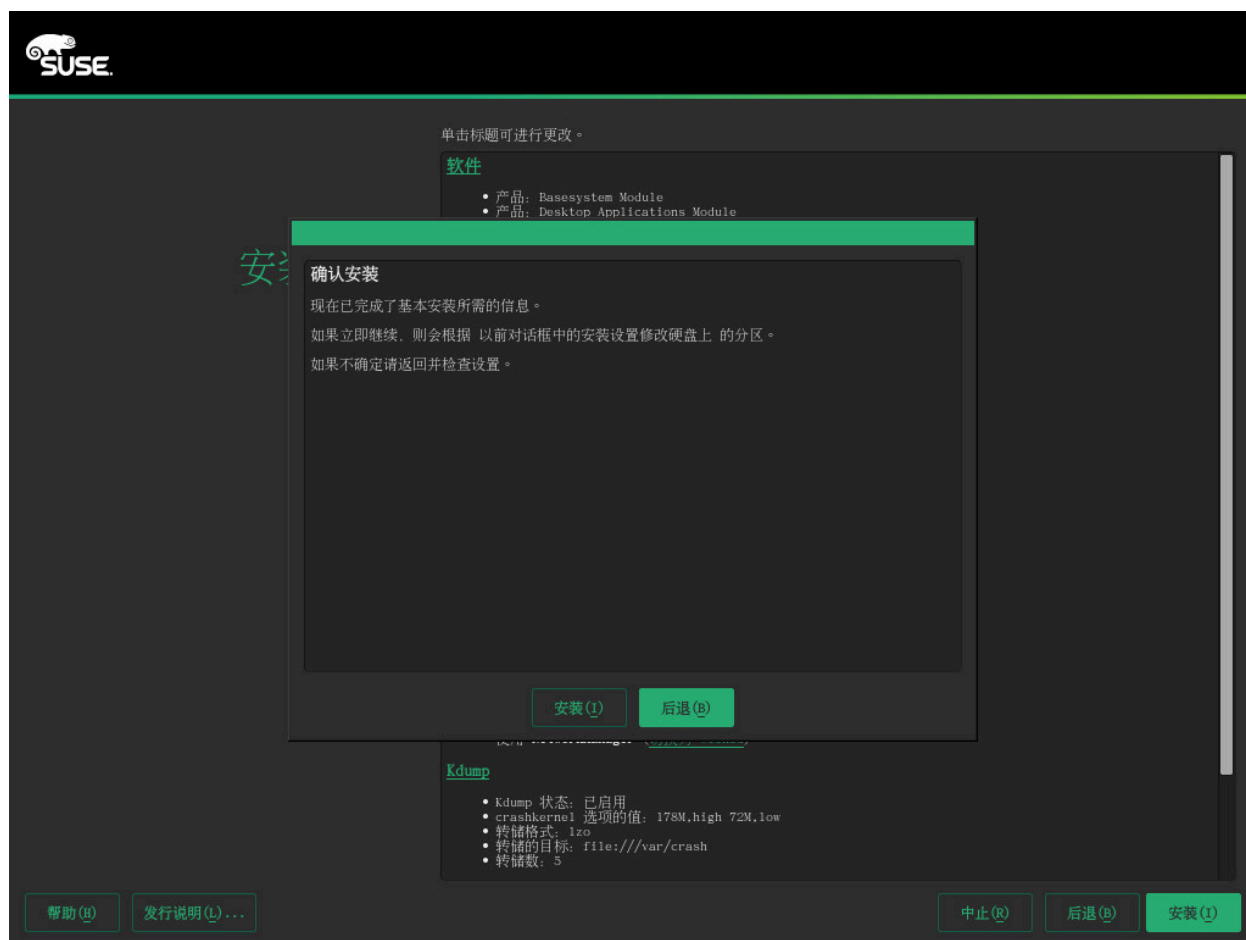 SUSE.
单击标题可进行更改。
软件
• 产品: Basesystem Module
• 产品: Desktop Applications Module
安
确认安装
现在已完成了基本安装所需的信息。
如果立即继续, 则会根据 以前对话框中的安装设置修改硬盘上 的分区。
如果不确定请返回并检查设置。
安装(I)
后退(B)
Kdump
• Kdump 状态: 已启用
• crashkernel 选项的值: 178M,high 72M,low
• 转储格式: lzo
• 转储的目标: file:///var/crash
• 转储数: 5
帮助(H)
发行说明(L)...
中止(R)
后退(B)
安装(I)